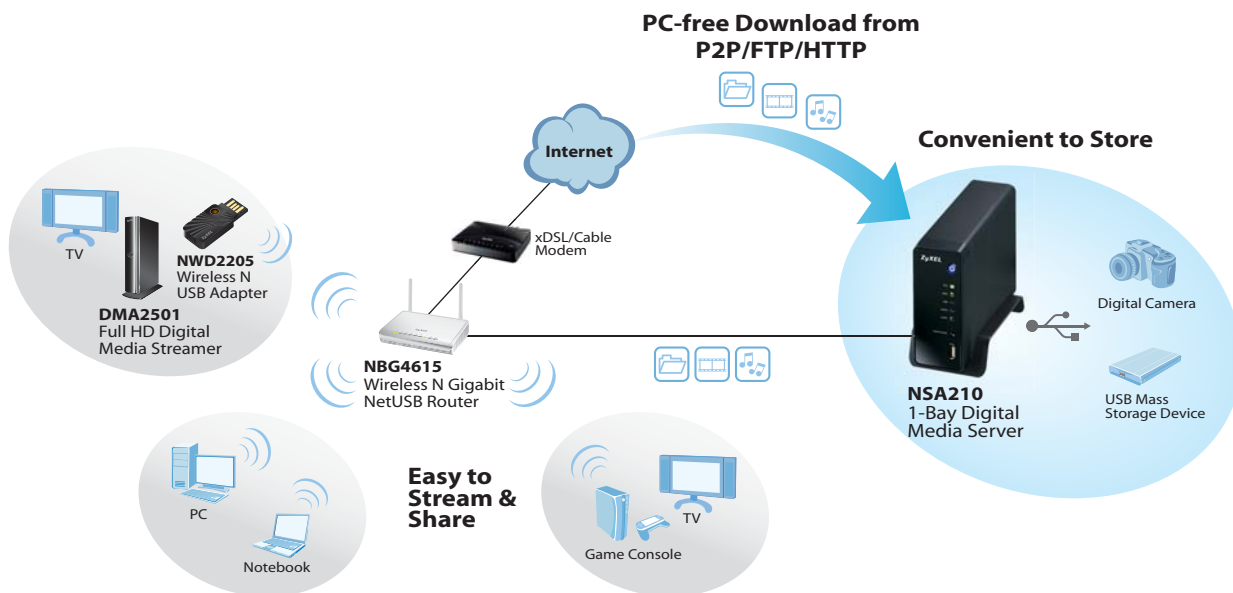 PC-free Download from
P2P/FTP/HTTP
Internet
Convenient to Store
xDSL/Cable
Modem
TV
NWD2205
Wireless N
USB Adapter
DMA2501
Full HD Digital
Media Streamer
ZyXEL
Digital Camera
NBG4615
Wireless N Gigabit
NetUSB Router
NSA210
1-Bay Digital
Media Server
USB Mass
Storage Device
Easy to
Stream &
Share
PC
Notebook
TV
Game Console